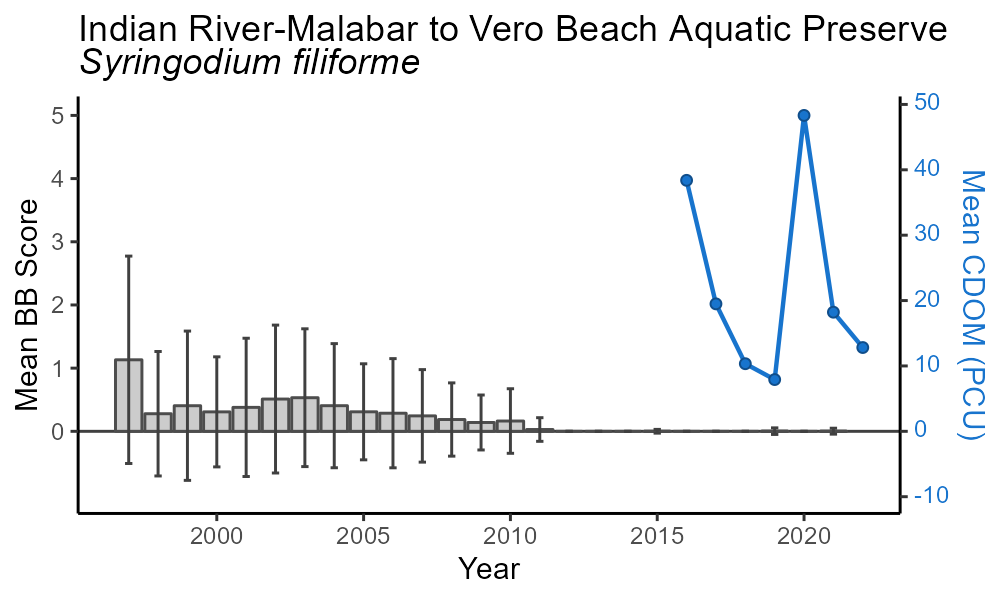 Indian River-Malabar to Vero Beach Aquatic Preserve
Syringodium filiforme
5
4
3
2
1
0
Mean BB Score
50
40
30
20
10
0
-10
Mean CDOM (PCU)
2000 2005 2010 2015 2020
Year